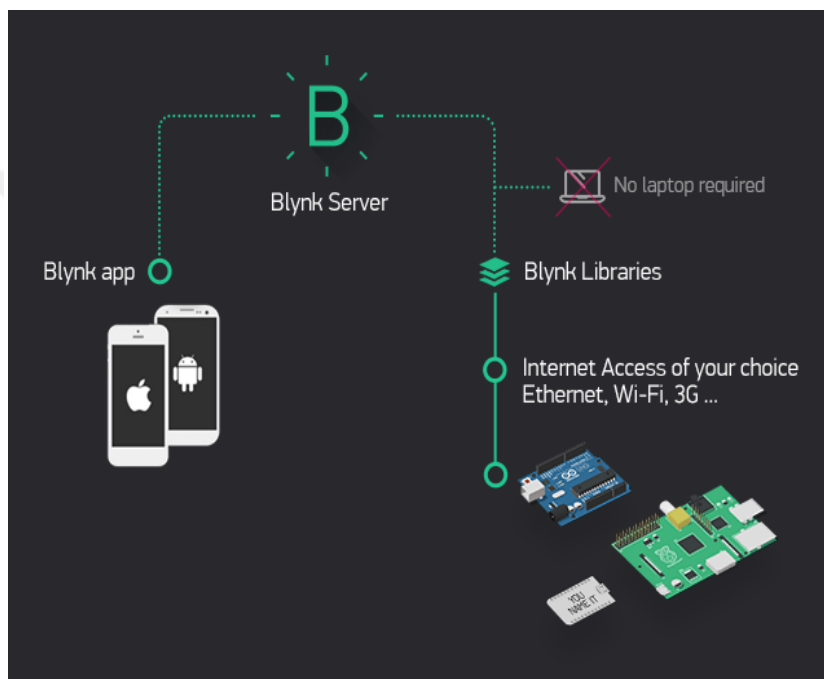 B
Blynk Server
No laptop required
Blynk app
Blynk Libraries
Internet Access of your choice
Ethernet, Wi-Fi, 3G ...
YOU
NAME IT